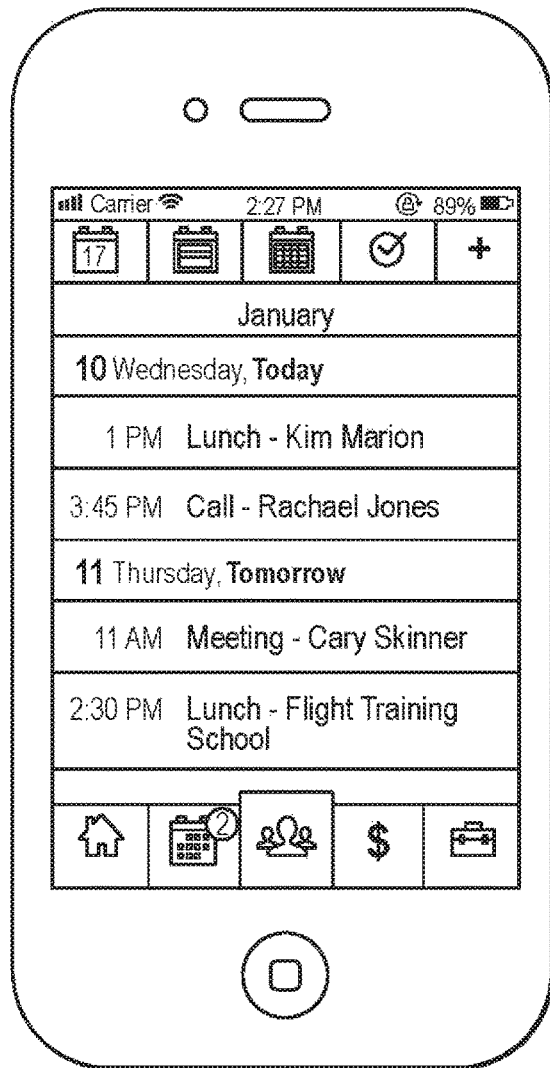 Carrier 2:27 PM 89%
17 +
January
10 Wednesday, Today
1 PM Lunch - Kim Marion
3:45 PM Call - Rachael Jones
11 Thursday, Tomorrow
11 AM Meeting - Cary Skinner
2:30 PM Lunch - Flight Training
School
2
$